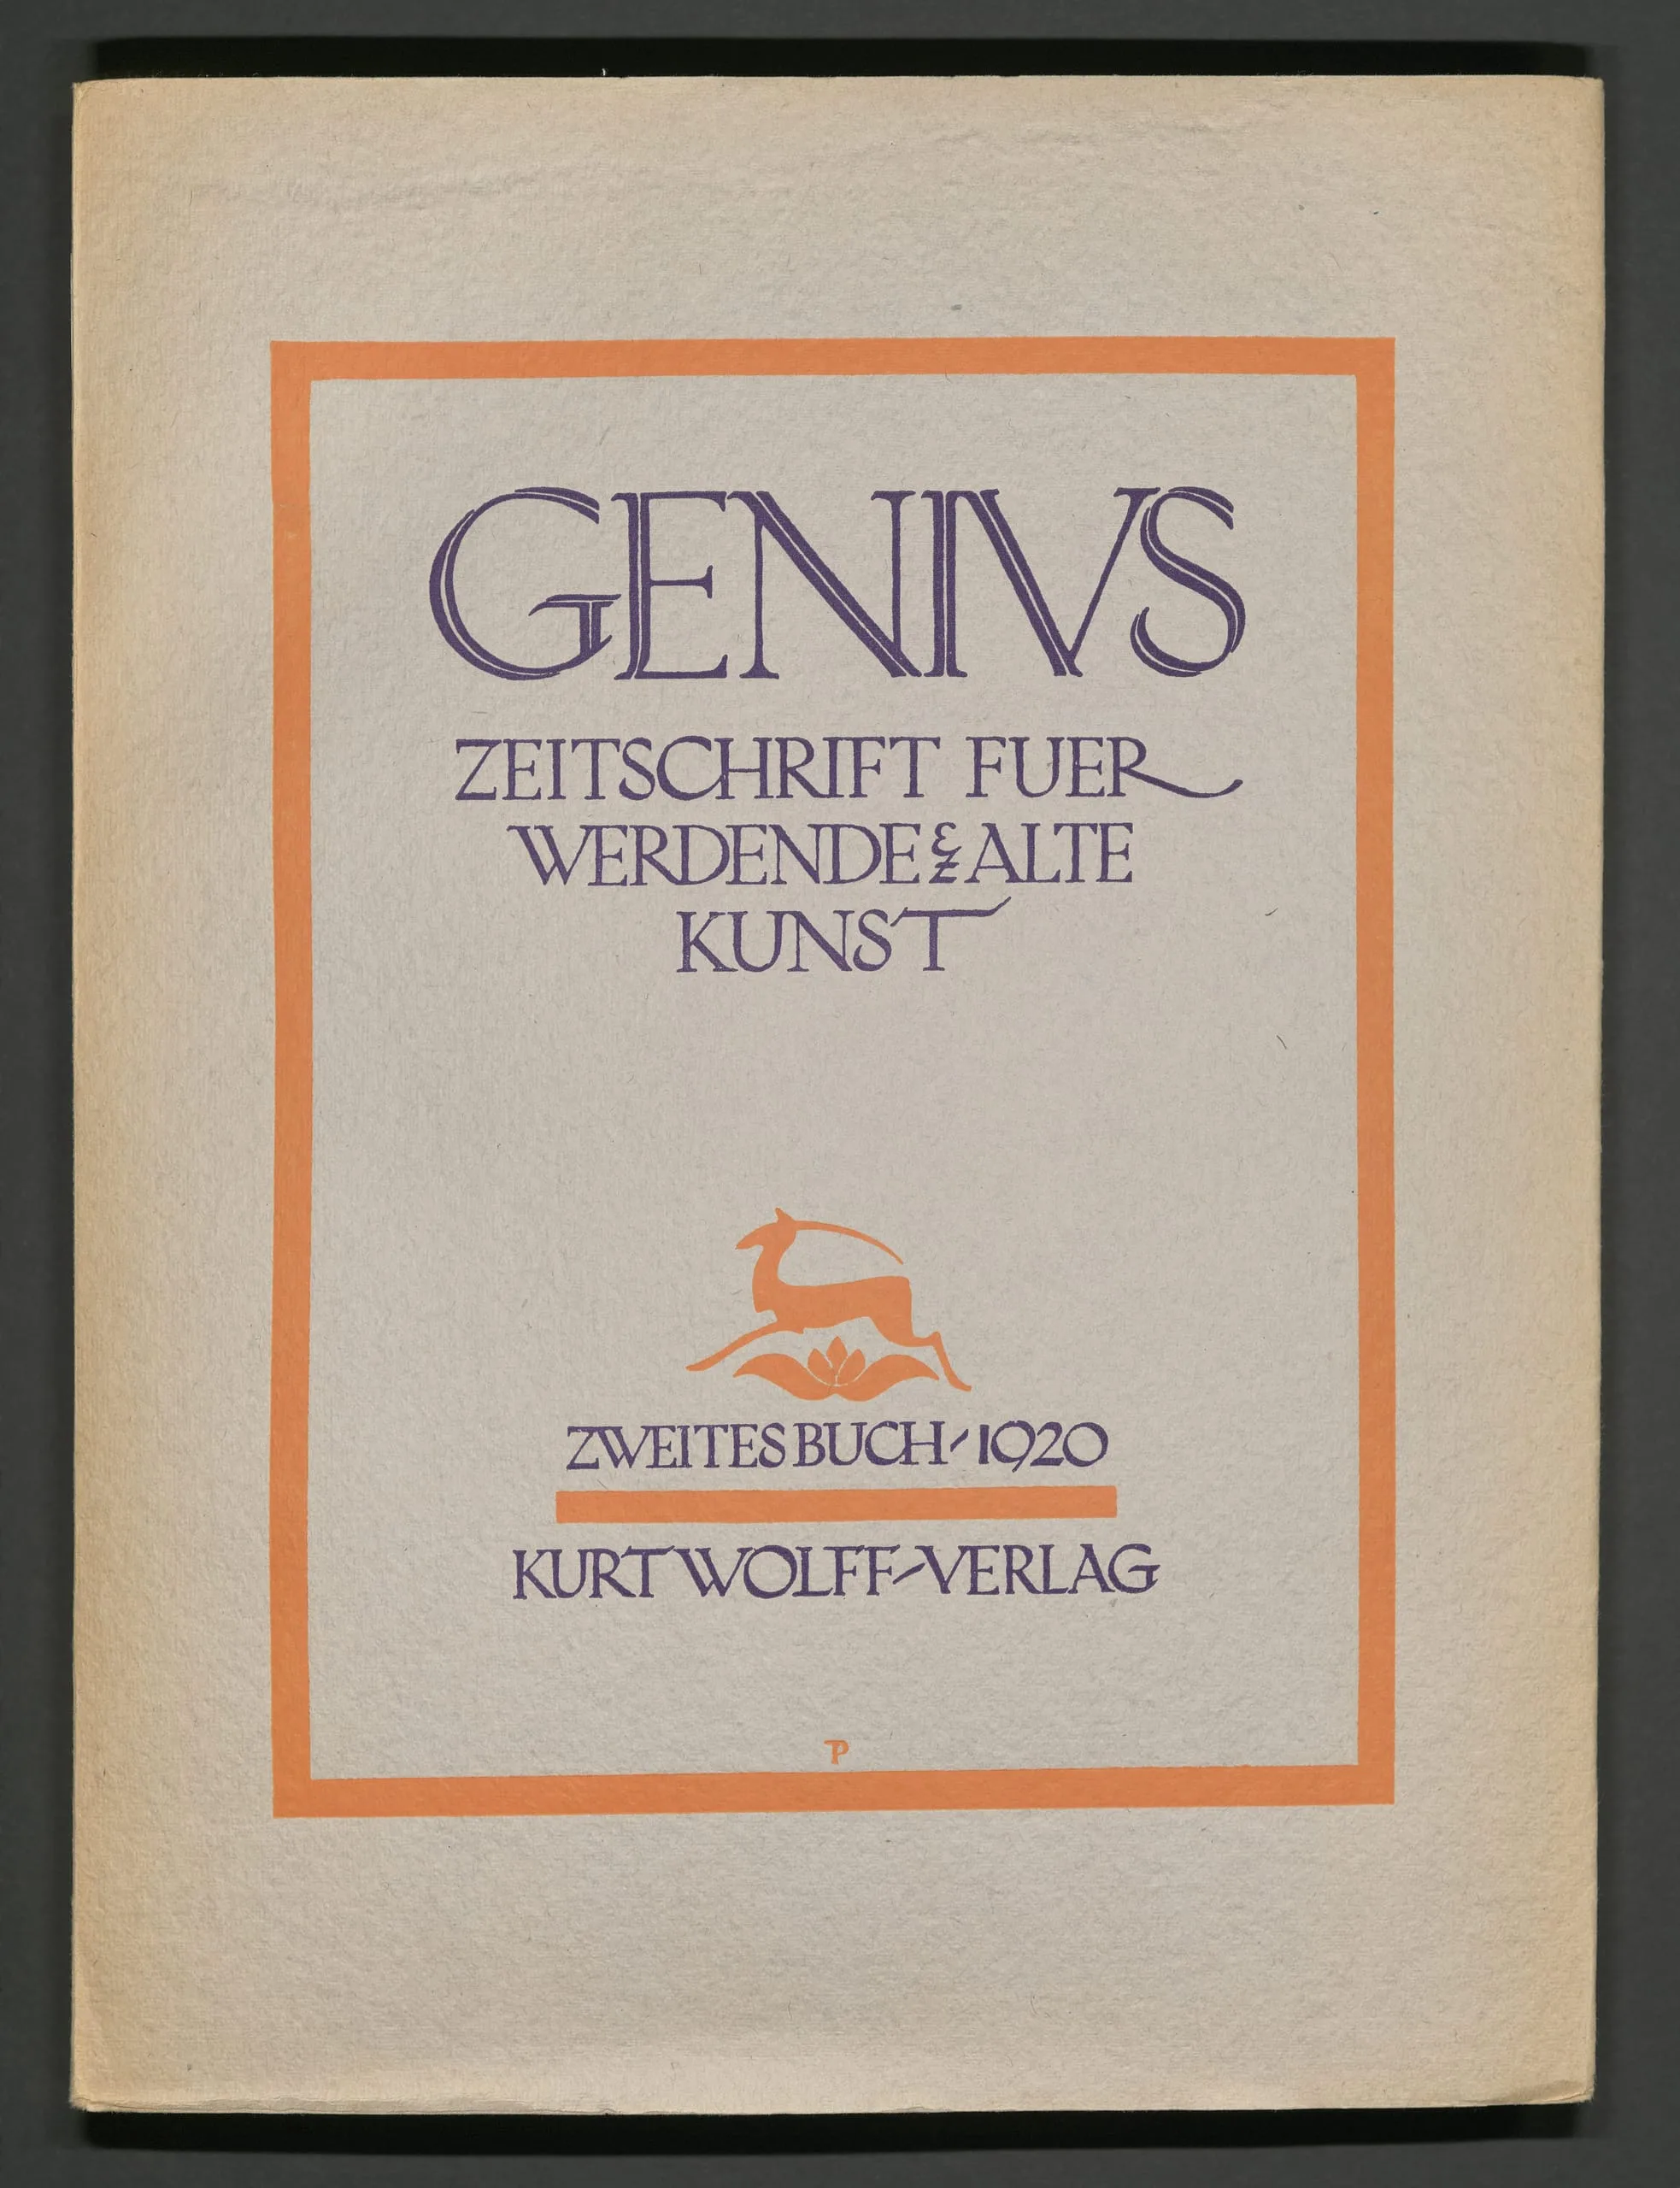 GENIVS
ZEITSCHRIFT FUER
WERDENDE & ALTE
KUNST
ZWEITES BUCH / 1920
KURT WOLFF / VERLAG
P